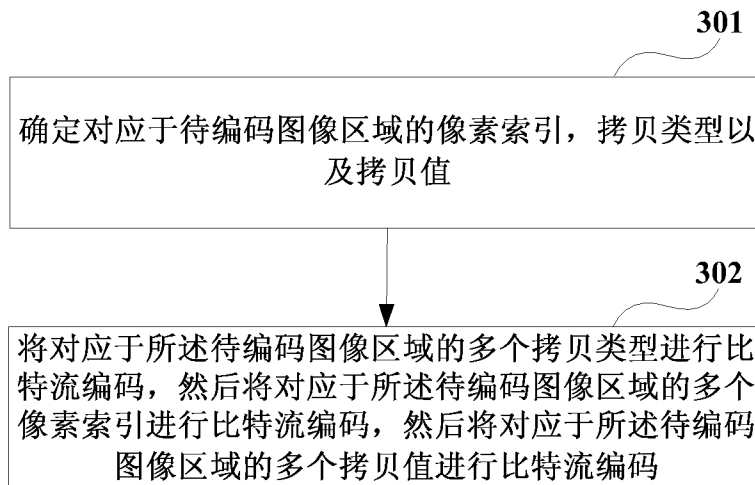 301
确定对应于待编码图像区域的像素索引，拷贝类型以
及拷贝值
302
将对应于所述待编码图像区域的多个拷贝类型进行比
特流编码，然后将对应于所述待编码图像区域的多个
像素索引进行比特流编码，然后将对应于所述待编码
图像区域的多个拷贝值进行比特流编码